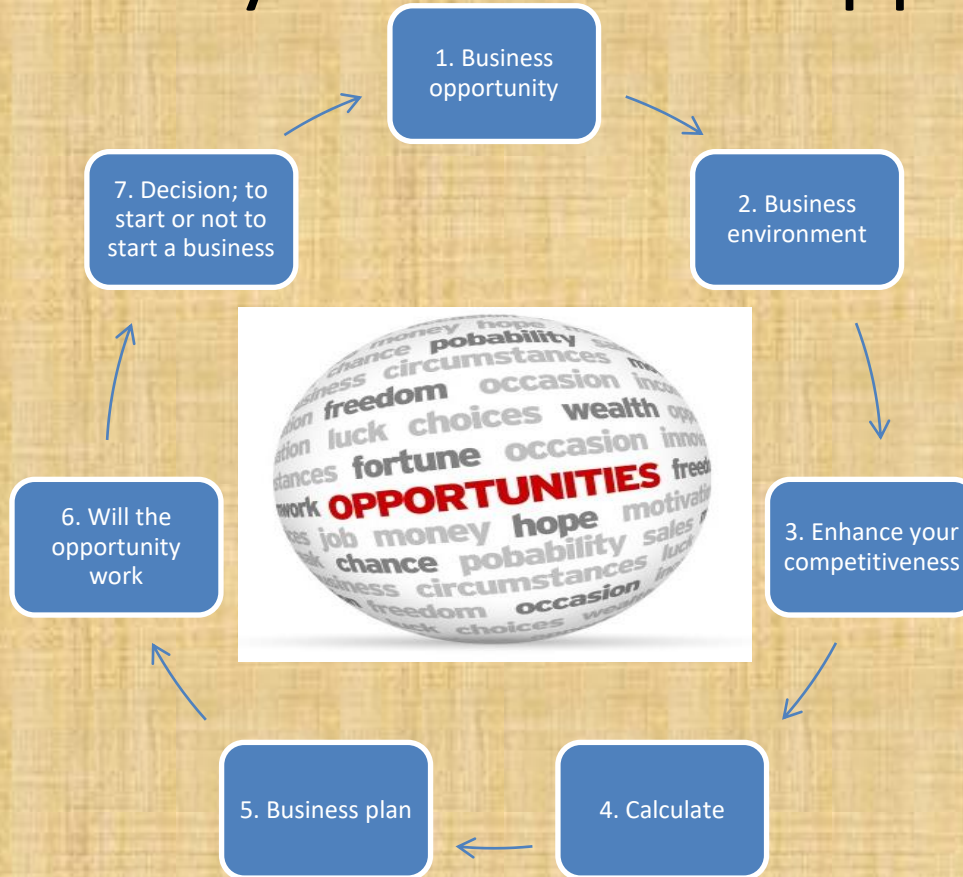 1. Business
opportunity
2. Business
environment
3. Enhance your
competitiveness
4. Calculate
5. Business plan
6. Will the
opportunity
work
7. Decision; to
start or not to
start a business
money hope
chance pobability
circumstances
freedom occasion
luck choices wealth
fortune occasion
OPPORTUNITIES
job money hope
chance pobability sales
circumstances luck
freedom occasion
choices